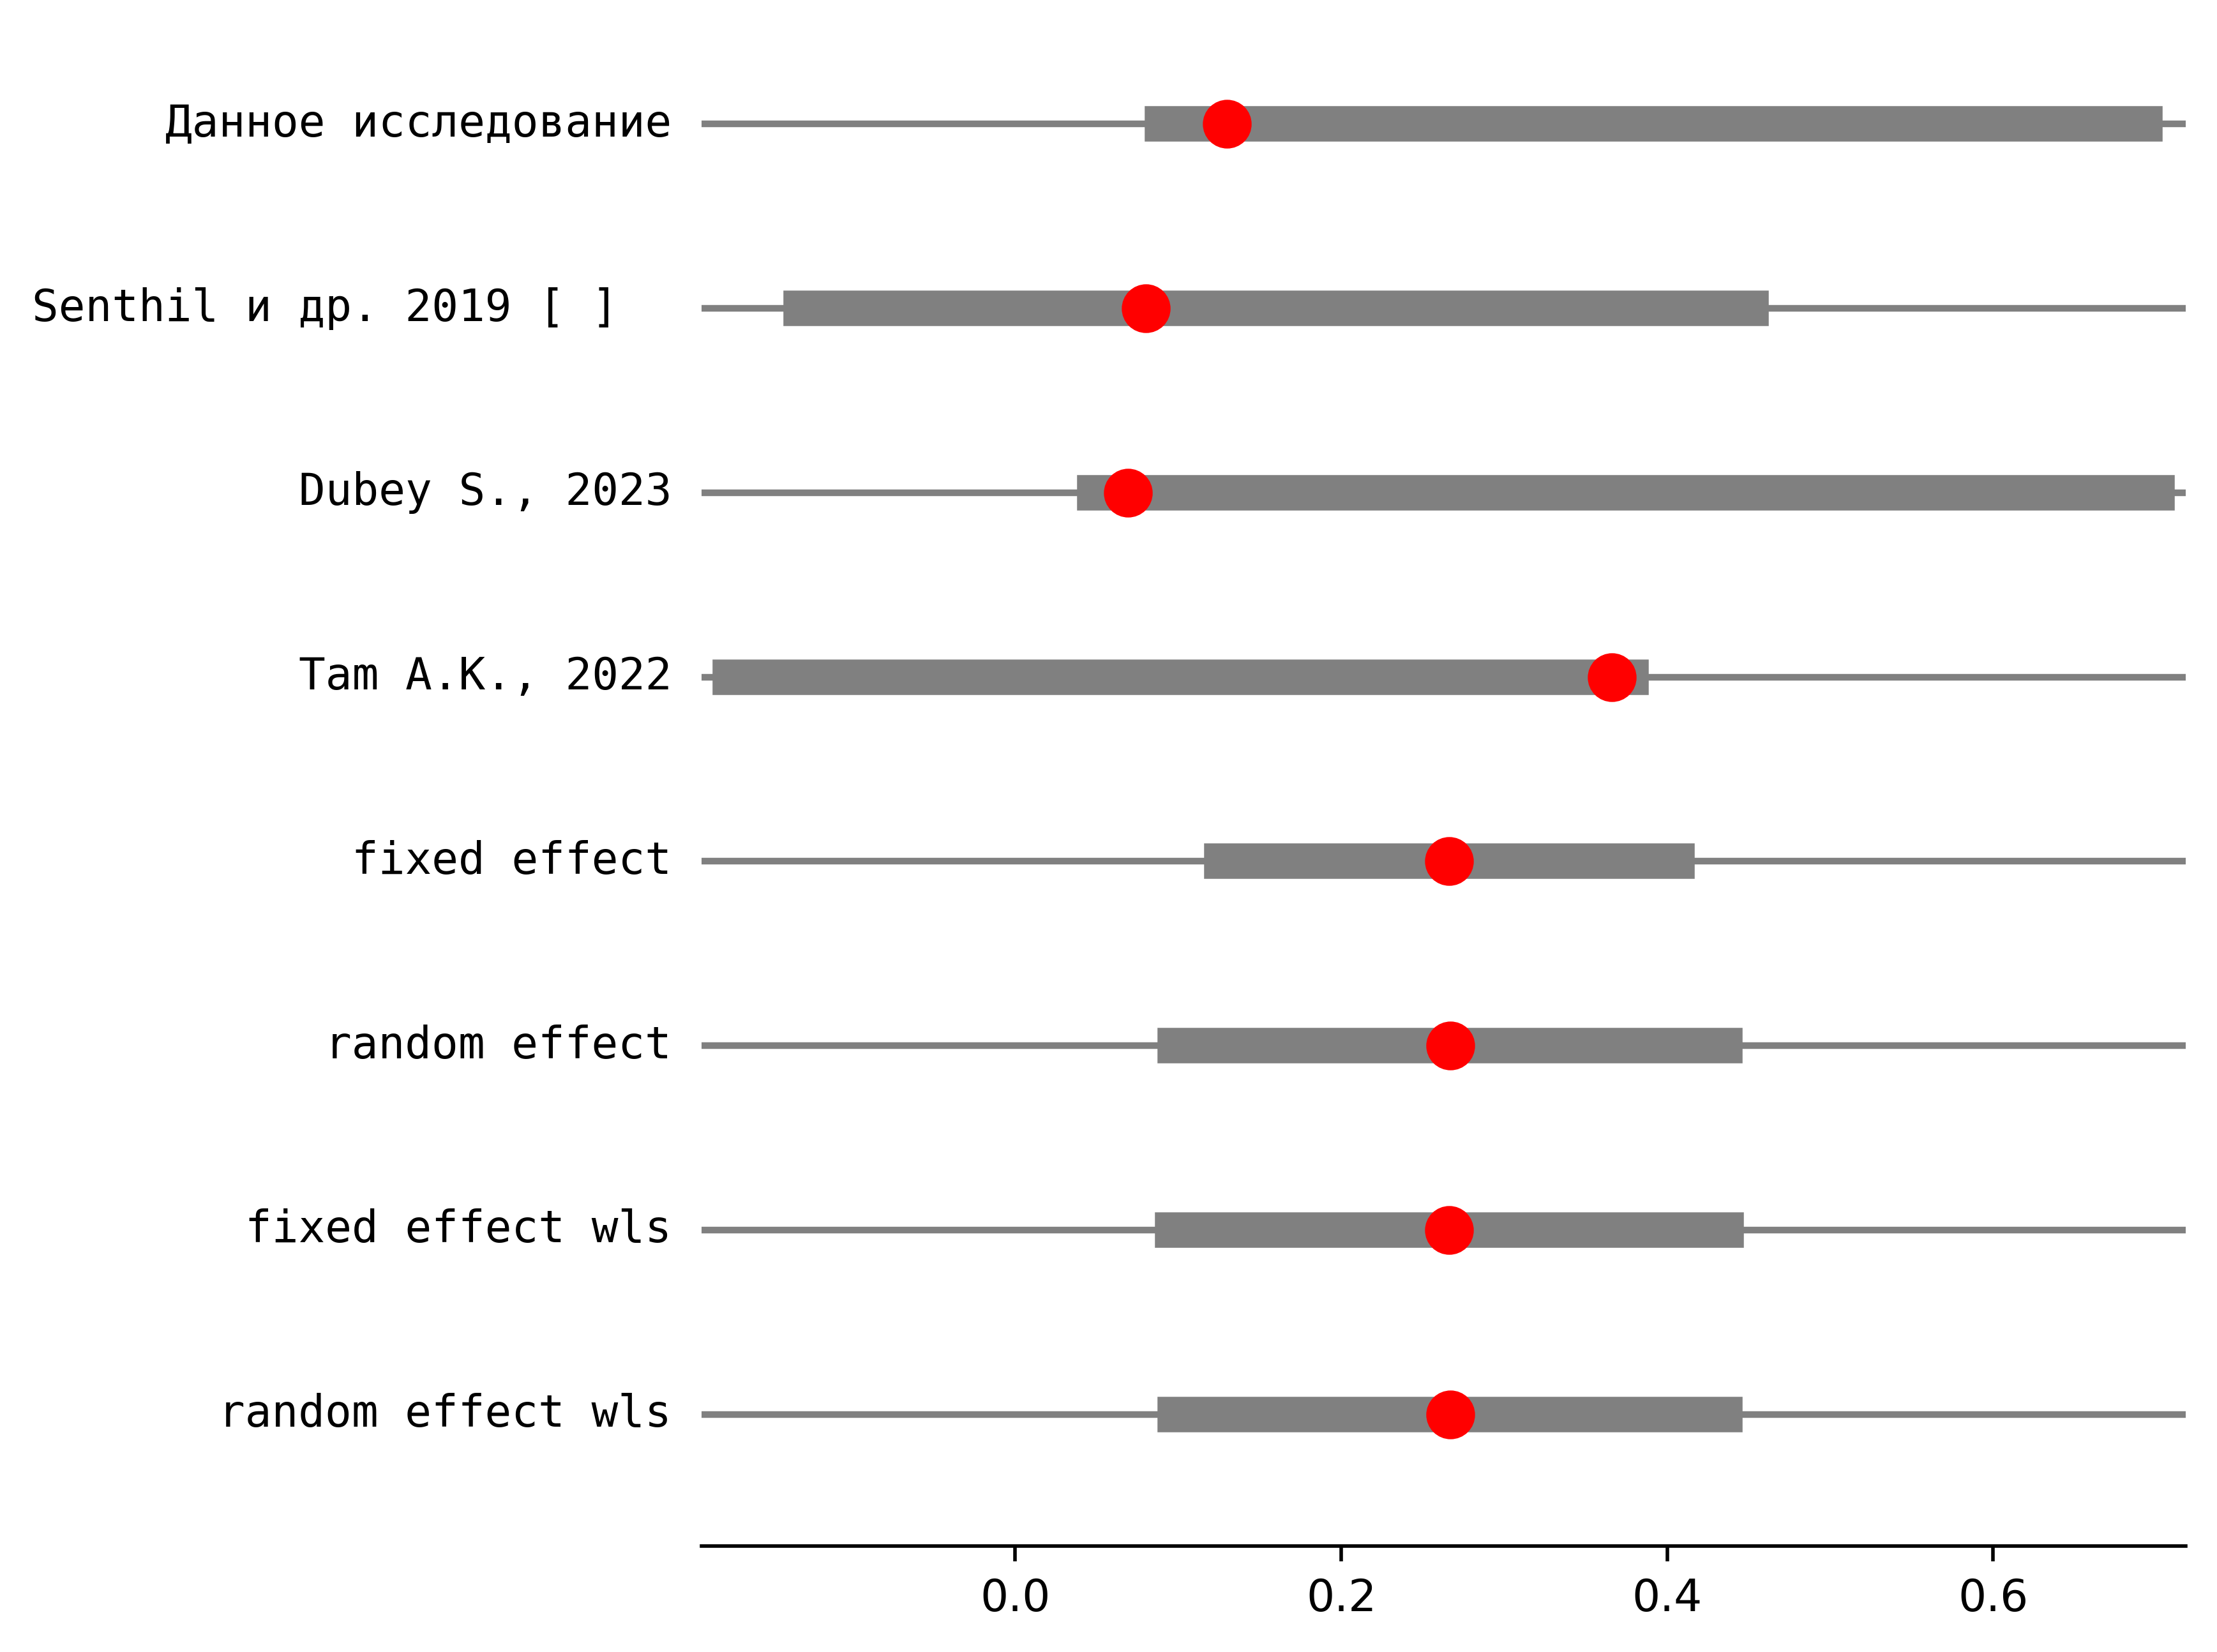 Данное исследование
Senthil и др. 2019 [ ]
Dubey S., 2023
Tam A.K., 2022
fixed effect
random effect
fixed effect wls
random effect wls
0.0 0.2 0.4 0.6